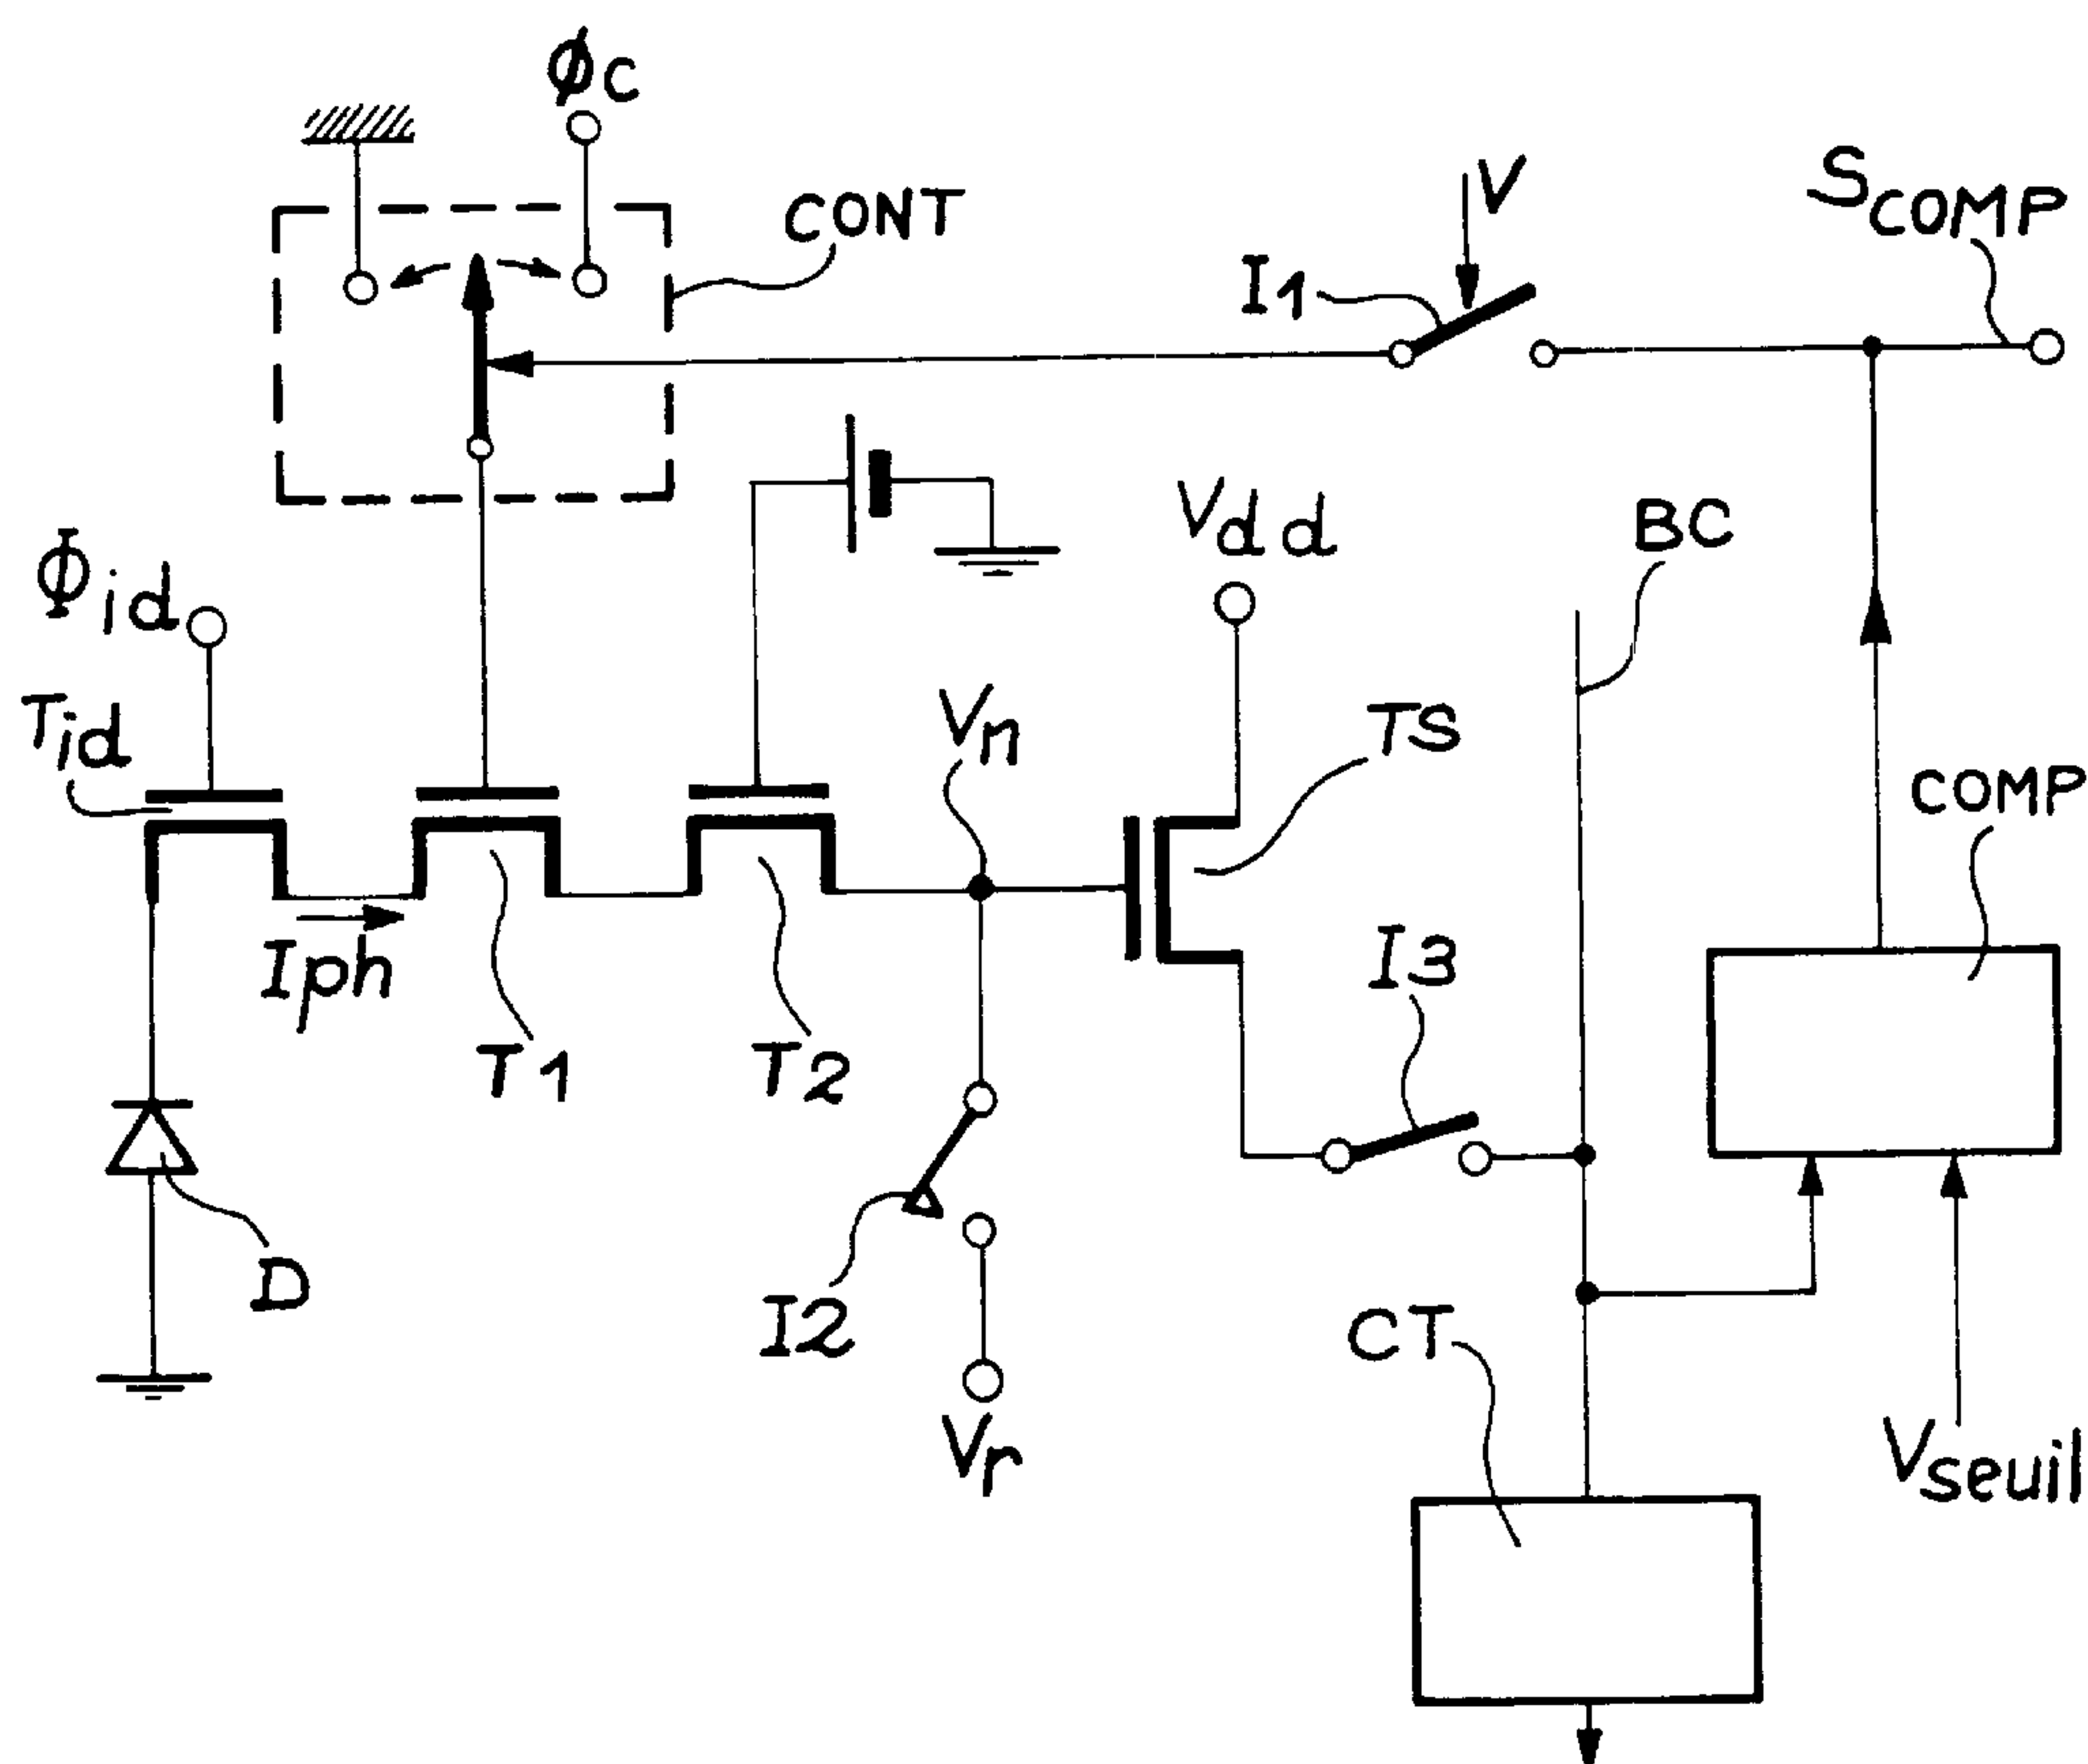 ϕC
CONT
V
SCOMP
I1
Vdd
BC
Φid
Tid
Vn
TS
COMP
Iph
I3
T1
T2
D
I2
CT
Vr
Vseuil